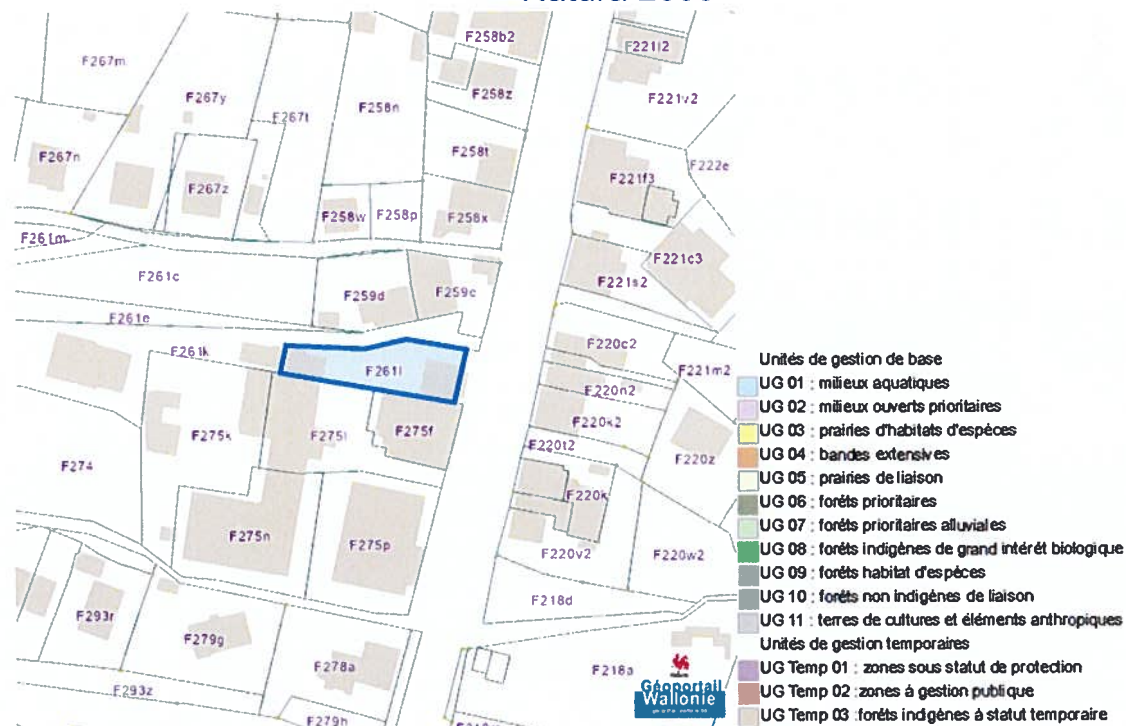 Natura 2000
F258b2
F221l2
F267m
F258z
F267y
F258n
F221v2
F267t
F258t
F267n
F222e
F267z
F221f3
F258w
F258p
F258x
F261m
F221c3
F261c
F221s2
F259d
F259c
F261e
F220c2
F261k
F261l
F221m2
F220n2
F220x2
F275k
F275l
F275f
F220t2
F220z
F274
F220k
F275n
F275p
F220v2
F220w2
F218d
F293r
F279g
F278a
F218a
F293z
F279h
Géoportail
Wallonie
Unités de gestion de base
UG 01 : milieux aquatiques
UG 02 : milieux ouverts prioritaires
UG 03 : prairies d'habitats d'espèces
UG 04 : bandes extensives
UG 05 : prairies de liaison
UG 06 : forêts prioritaires
UG 07 : forêts prioritaires alluviales
UG 08 : forêts indigènes de grand intérêt biologique
UG 09 : forêts habitat d'espèces
UG 10 : forêts non indigènes de liaison
UG 11 : terres de cultures et éléments anthropiques
Unités de gestion temporaires
UG Temp 01 : zones sous statut de protection
UG Temp 02 : zones à gestion publique
UG Temp 03 : forêts indigènes à statut temporaire